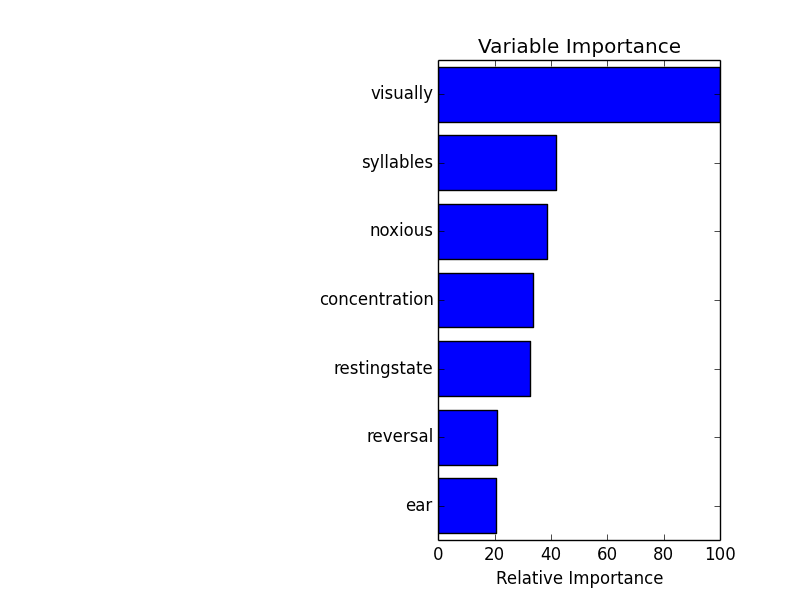 Variable Importance
visually
syllables
noxious
concentration
restingstate
reversal
ear
0 20 40 60 80 100
Relative Importance